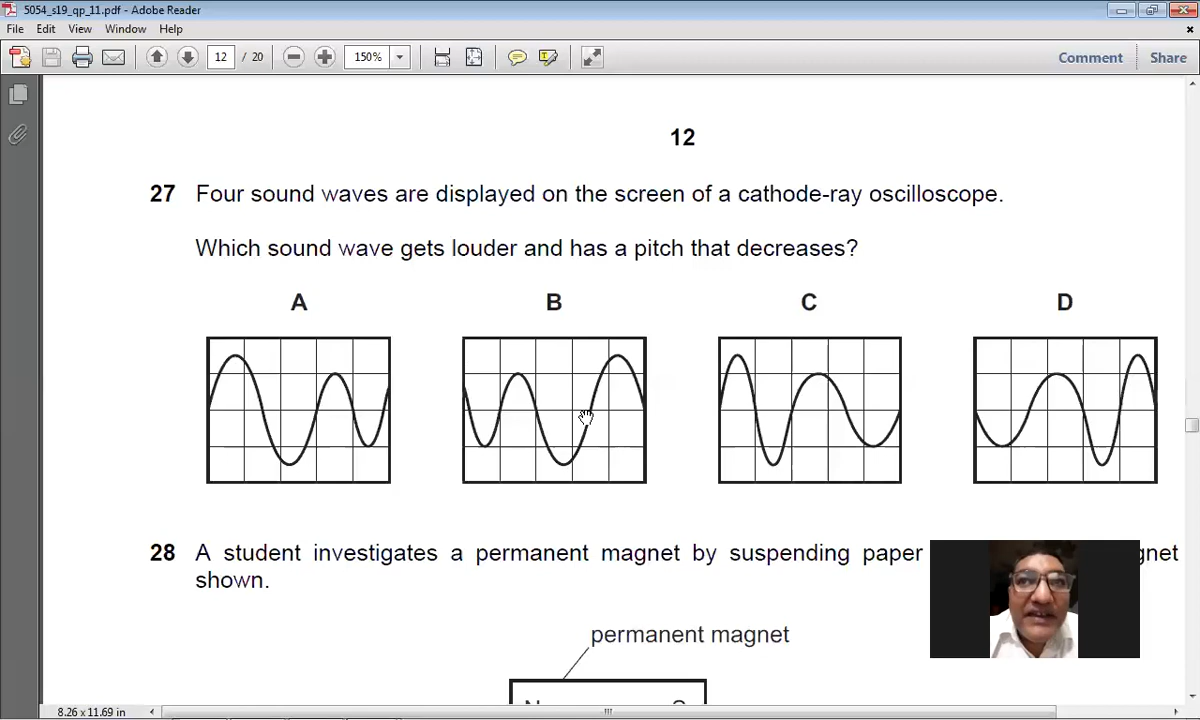 5054_s19_qp_11.pdf - Adobe Reader
File Edit View Window Help
12 / 20 150% Comment Share
12
27 Four sound waves are displayed on the screen of a cathode-ray oscilloscope.
Which sound wave gets louder and has a pitch that decreases?
A B C D
28 A student investigates a permanent magnet by suspending paper gnet
shown.
permanent magnet
8.26 x 11.69 in